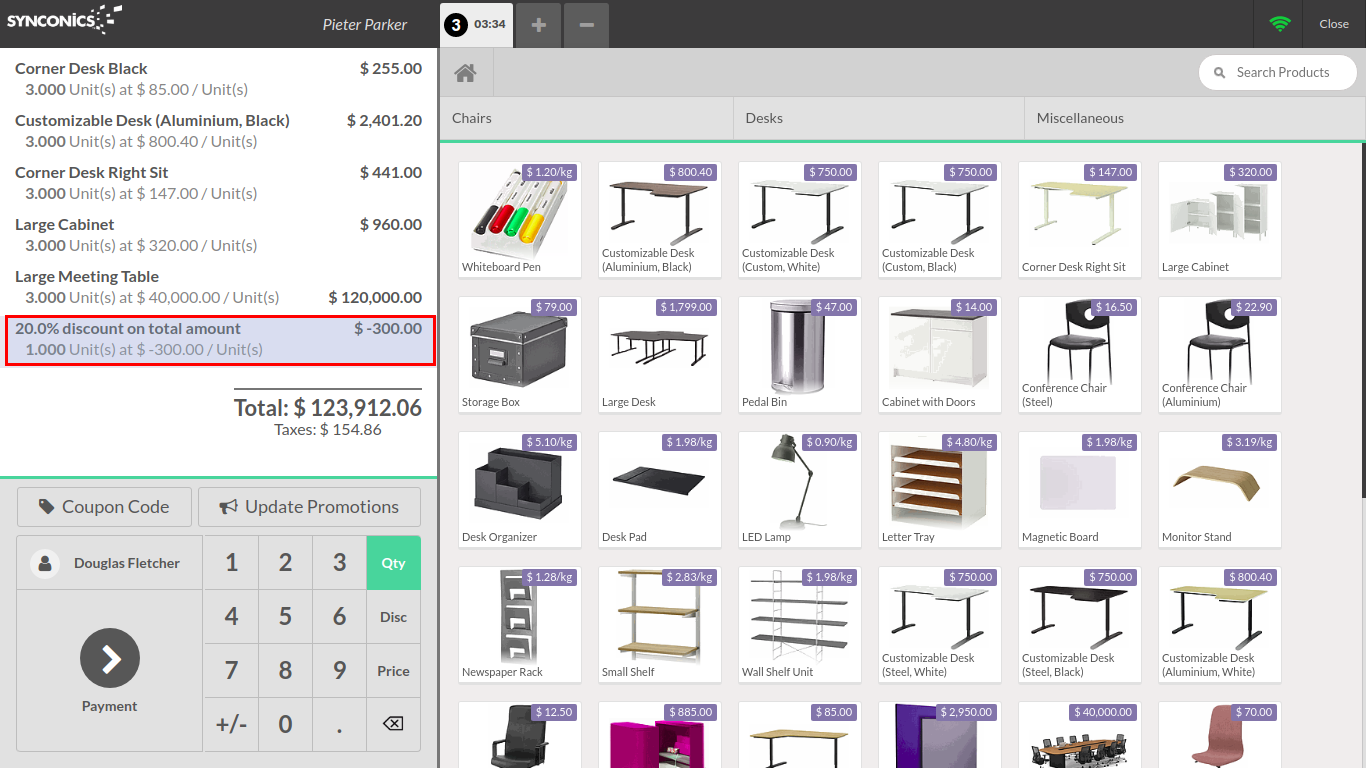 SYNCONICS
Pieter Parker
3 03:34
+
−
Close
Corner Desk Black $ 255.00
3.000 Unit(s) at $ 85.00 / Unit(s)
Customizable Desk (Aluminium, Black) $ 2,401.20
3.000 Unit(s) at $ 800.40 / Unit(s)
Corner Desk Right Sit $ 441.00
3.000 Unit(s) at $ 147.00 / Unit(s)
Large Cabinet $ 960.00
3.000 Unit(s) at $ 320.00 / Unit(s)
Large Meeting Table
3.000 Unit(s) at $ 40,000.00 / Unit(s) $ 120,000.00
20.0% discount on total amount $ -300.00
1.000 Unit(s) at $ -300.00 / Unit(s)
Total: $ 123,912.06
Taxes: $ 154.86
Coupon Code
Update Promotions
Douglas Fletcher
1 2 3 Qty
4 5 6 Disc
7 8 9 Price
+/- 0 .
Payment
Search Products
Chairs
Desks
Miscellaneous
$ 1.20/kg
Whiteboard Pen
$ 800.40
Customizable Desk
(Aluminium, Black)
$ 750.00
Customizable Desk
(Custom, White)
$ 750.00
Customizable Desk
(Custom, Black)
$ 147.00
Corner Desk Right Sit
$ 320.00
Large Cabinet
$ 79.00
Storage Box
$ 1,799.00
Large Desk
$ 47.00
Pedal Bin
$ 14.00
Cabinet with Doors
$ 16.50
Conference Chair
(Steel)
$ 22.90
Conference Chair
(Aluminium)
$ 5.10/kg
Desk Organizer
$ 1.98/kg
Desk Pad
$ 0.90/kg
LED Lamp
$ 4.80/kg
Letter Tray
$ 1.98/kg
Magnetic Board
$ 3.19/kg
Monitor Stand
$ 1.28/kg
Newspaper Rack
$ 2.83/kg
Small Shelf
$ 1.98/kg
Wall Shelf Unit
$ 750.00
Customizable Desk
(Steel, White)
$ 750.00
Customizable Desk
(Steel, Black)
$ 800.40
Customizable Desk
(Aluminium, White)
$ 12.50
$ 885.00
$ 85.00
$ 2,950.00
$ 40,000.00
$ 70.00